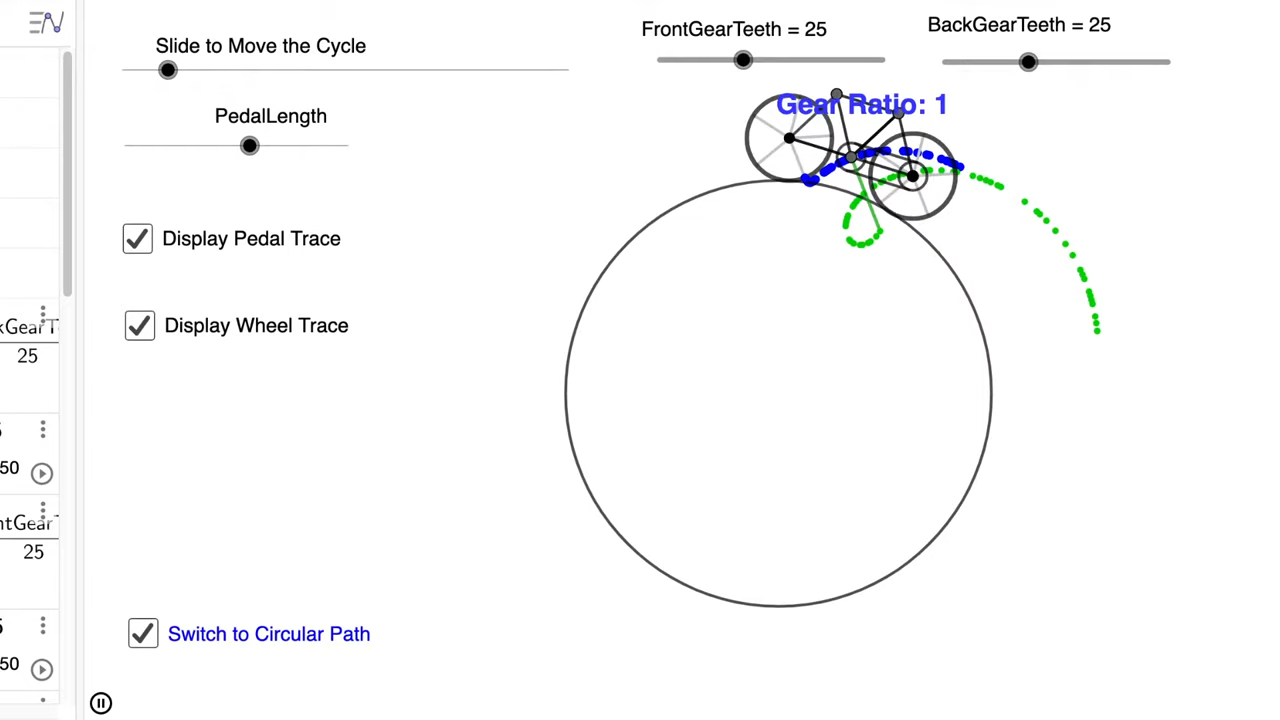 Slide to Move the Cycle
FrontGearTeeth = 25
BackGearTeeth = 25
PedalLength
Gear Ratio: 1
Display Pedal Trace
Display Wheel Trace
25
50
25
50
Switch to Circular Path